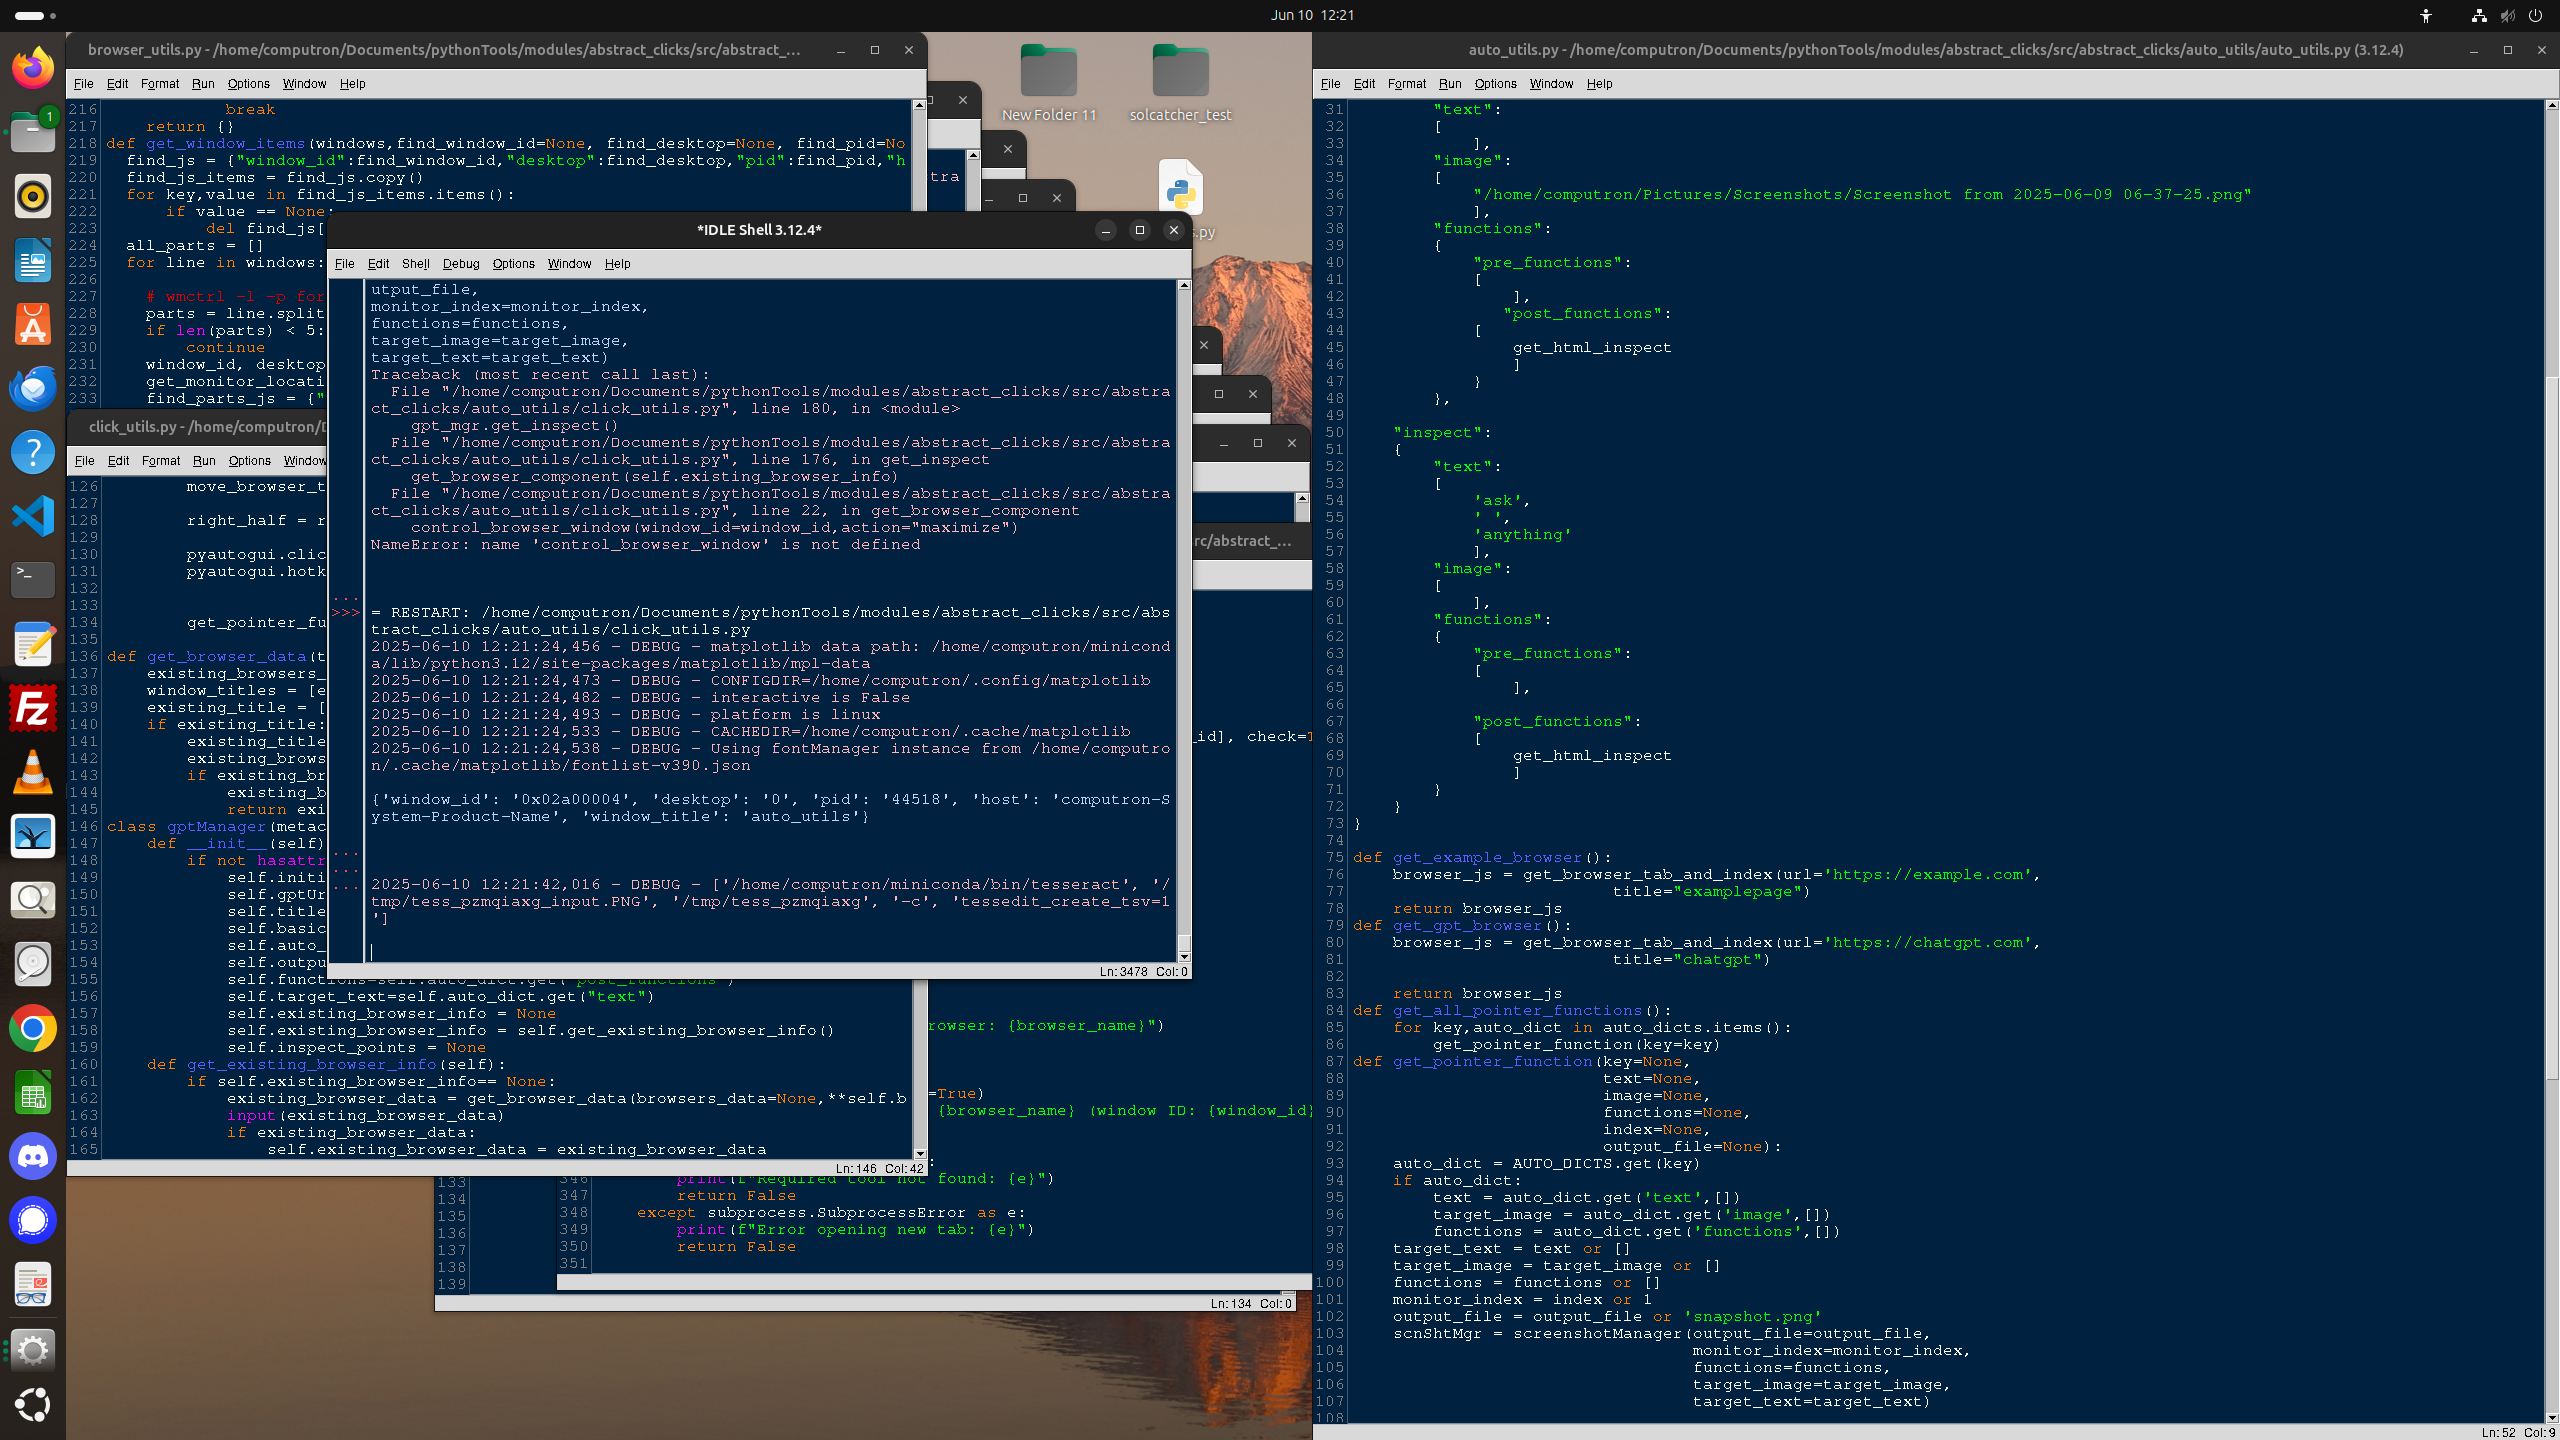 Jun 10 12:21
browser_utils.py - /home/computron/Documents/pythonTools/modules/abstract_clicks/src/abstract_...
File Edit Format Run Options Window Help
216 break
217 return {}
218 def get_window_items(windows,find_window_id=None, find_desktop=None, find_pid=No
219 find_js = {"window_id":find_window_id,"desktop":find_desktop,"pid":find_pid,"h
220 find_js_items = find_js.copy()
221 for key,value in find_js_items.items():
222 if value == None:
223 del find_js[
224 all_parts = []
225 for line in windows:
226
227 # wmctrl -l -p for
228 parts = line.split
229 if len(parts) < 5:
230 continue
231 window_id, desktop
232 get_monitor_locati
233 find_parts_js = {"
click_utils.py - /home/computron/D
File Edit Format Run Options Window
126 move_browser_t
127
128 right_half = r
129
130 pyautogui.clic
131 pyautogui.hotk
132
133
134 get_pointer_fu
135
136 def get_browser_data(t
137 existing_browsers_
138 window_titles = [e
139 existing_title = [
140 if existing_title:
141 existing_title
142 existing_brows
143 if existing_br
144 existing_b
145 return exi
146 class gptManager(metac
147 def __init__(self)
148 if not hasattr
149 self.initi
150 self.gptUr
151 self.title
152 self.basic
153 self.auto_
154 self.outpu
155 self.functions=self.auto_dict.get("post_functions")
156 self.target_text=self.auto_dict.get("text")
157 self.existing_browser_info = None
158 self.existing_browser_info = self.get_existing_browser_info()
159 self.inspect_points = None
160 def get_existing_browser_info(self):
161 if self.existing_browser_info== None:
162 existing_browser_data = get_browser_data(browsers_data=None,**self.b
163 input(existing_browser_data)
164 if existing_browser_data:
165 self.existing_browser_data = existing_browser_data
Ln: 146 Col: 42
*IDLE Shell 3.12.4*
File Edit Shell Debug Options Window Help
utput_file,
monitor_index=monitor_index,
functions=functions,
target_image=target_image,
target_text=target_text)
Traceback (most recent call last):
File "/home/computron/Documents/pythonTools/modules/abstract_clicks/src/abstra
ct_clicks/auto_utils/click_utils.py", line 180, in <module>
gpt_mgr.get_inspect()
File "/home/computron/Documents/pythonTools/modules/abstract_clicks/src/abstra
ct_clicks/auto_utils/click_utils.py", line 176, in get_inspect
get_browser_component(self.existing_browser_info)
File "/home/computron/Documents/pythonTools/modules/abstract_clicks/src/abstra
ct_clicks/auto_utils/click_utils.py", line 22, in get_browser_component
control_browser_window(window_id=window_id,action="maximize")
NameError: name 'control_browser_window' is not defined
...
>>> = RESTART: /home/computron/Documents/pythonTools/modules/abstract_clicks/src/abs
tract_clicks/auto_utils/click_utils.py
2025-06-10 12:21:24,456 - DEBUG - matplotlib data path: /home/computron/minicond
a/lib/python3.12/site-packages/matplotlib/mpl-data
2025-06-10 12:21:24,473 - DEBUG - CONFIGDIR=/home/computron/.config/matplotlib
2025-06-10 12:21:24,482 - DEBUG - interactive is False
2025-06-10 12:21:24,493 - DEBUG - platform is linux
2025-06-10 12:21:24,533 - DEBUG - CACHEDIR=/home/computron/.cache/matplotlib
2025-06-10 12:21:24,538 - DEBUG - Using fontManager instance from /home/computro
n/.cache/matplotlib/fontlist-v390.json
{'window_id': '0x02a00004', 'desktop': '0', 'pid': '44518', 'host': 'computron-S
ystem-Product-Name', 'window_title': 'auto_utils'}
...
...
... 2025-06-10 12:21:42,016 - DEBUG - ['/home/computron/miniconda/bin/tesseract', '/
tmp/tess_pzmqiaxg_input.PNG', '/tmp/tess_pzmqiaxg', '-c', 'tessedit_create_tsv=1
']
Ln: 3478 Col: 0
New Folder 11
solcatcher_test
s.py
tra
src/abstract_...
_id], check=T
rowser: {browser_name}")
=True)
{browser_name} (window ID: {window_id}
:
133
134
135
136
137
138
139
346 print(f"Required tool not found: {e}")
347 return False
348 except subprocess.SubprocessError as e:
349 print(f"Error opening new tab: {e}")
350 return False
351
Ln: 134 Col: 0
auto_utils.py - /home/computron/Documents/pythonTools/modules/abstract_clicks/src/abstract_clicks/auto_utils/auto_utils.py (3.12.4)
File Edit Format Run Options Window Help
31 "text":
32 [
33 ],
34 "image":
35 [
36 "/home/computron/Pictures/Screenshots/Screenshot from 2025-06-09 06-37-25.png"
37 ],
38 "functions":
39 {
40 "pre_functions":
41 [
42 ],
43 "post_functions":
44 [
45 get_html_inspect
46 ]
47 }
48 },
49
50 "inspect":
51 {
52 "text":
53 [
54 'ask',
55 ' ',
56 'anything'
57 ],
58 "image":
59 [
60 ],
61 "functions":
62 {
63 "pre_functions":
64 [
65 ],
66
67 "post_functions":
68 [
69 get_html_inspect
70 ]
71 }
72 }
73 }
74
75 def get_example_browser():
76 browser_js = get_browser_tab_and_index(url='https://example.com',
77 title="examplepage")
78 return browser_js
79 def get_gpt_browser():
80 browser_js = get_browser_tab_and_index(url='https://chatgpt.com',
81 title="chatgpt")
82
83 return browser_js
84 def get_all_pointer_functions():
85 for key,auto_dict in auto_dicts.items():
86 get_pointer_function(key=key)
87 def get_pointer_function(key=None,
88 text=None,
89 image=None,
90 functions=None,
91 index=None,
92 output_file=None):
93 auto_dict = AUTO_DICTS.get(key)
94 if auto_dict:
95 text = auto_dict.get('text',[])
96 target_image = auto_dict.get('image',[])
97 functions = auto_dict.get('functions',[])
98 target_text = text or []
99 target_image = target_image or []
100 functions = functions or []
101 monitor_index = index or 1
102 output_file = output_file or 'snapshot.png'
103 scnShtMgr = screenshotManager(output_file=output_file,
104 monitor_index=monitor_index,
105 functions=functions,
106 target_image=target_image,
107 target_text=target_text)
108
Ln: 52 Col: 9